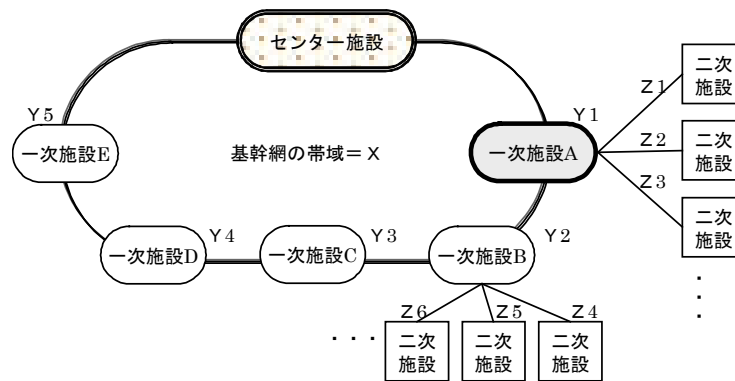 センター施設
Y5
Y1
Z1
二次
施設
一次施設E
基幹網の帯域=X
一次施設A
Z2
二次
施設
Z3
二次
施設
一次施設D
Y4
一次施設C
Y3
一次施設B
Y2
・・・
Z6
Z5
Z4
・・・
二次
施設
二次
施設
二次
施設